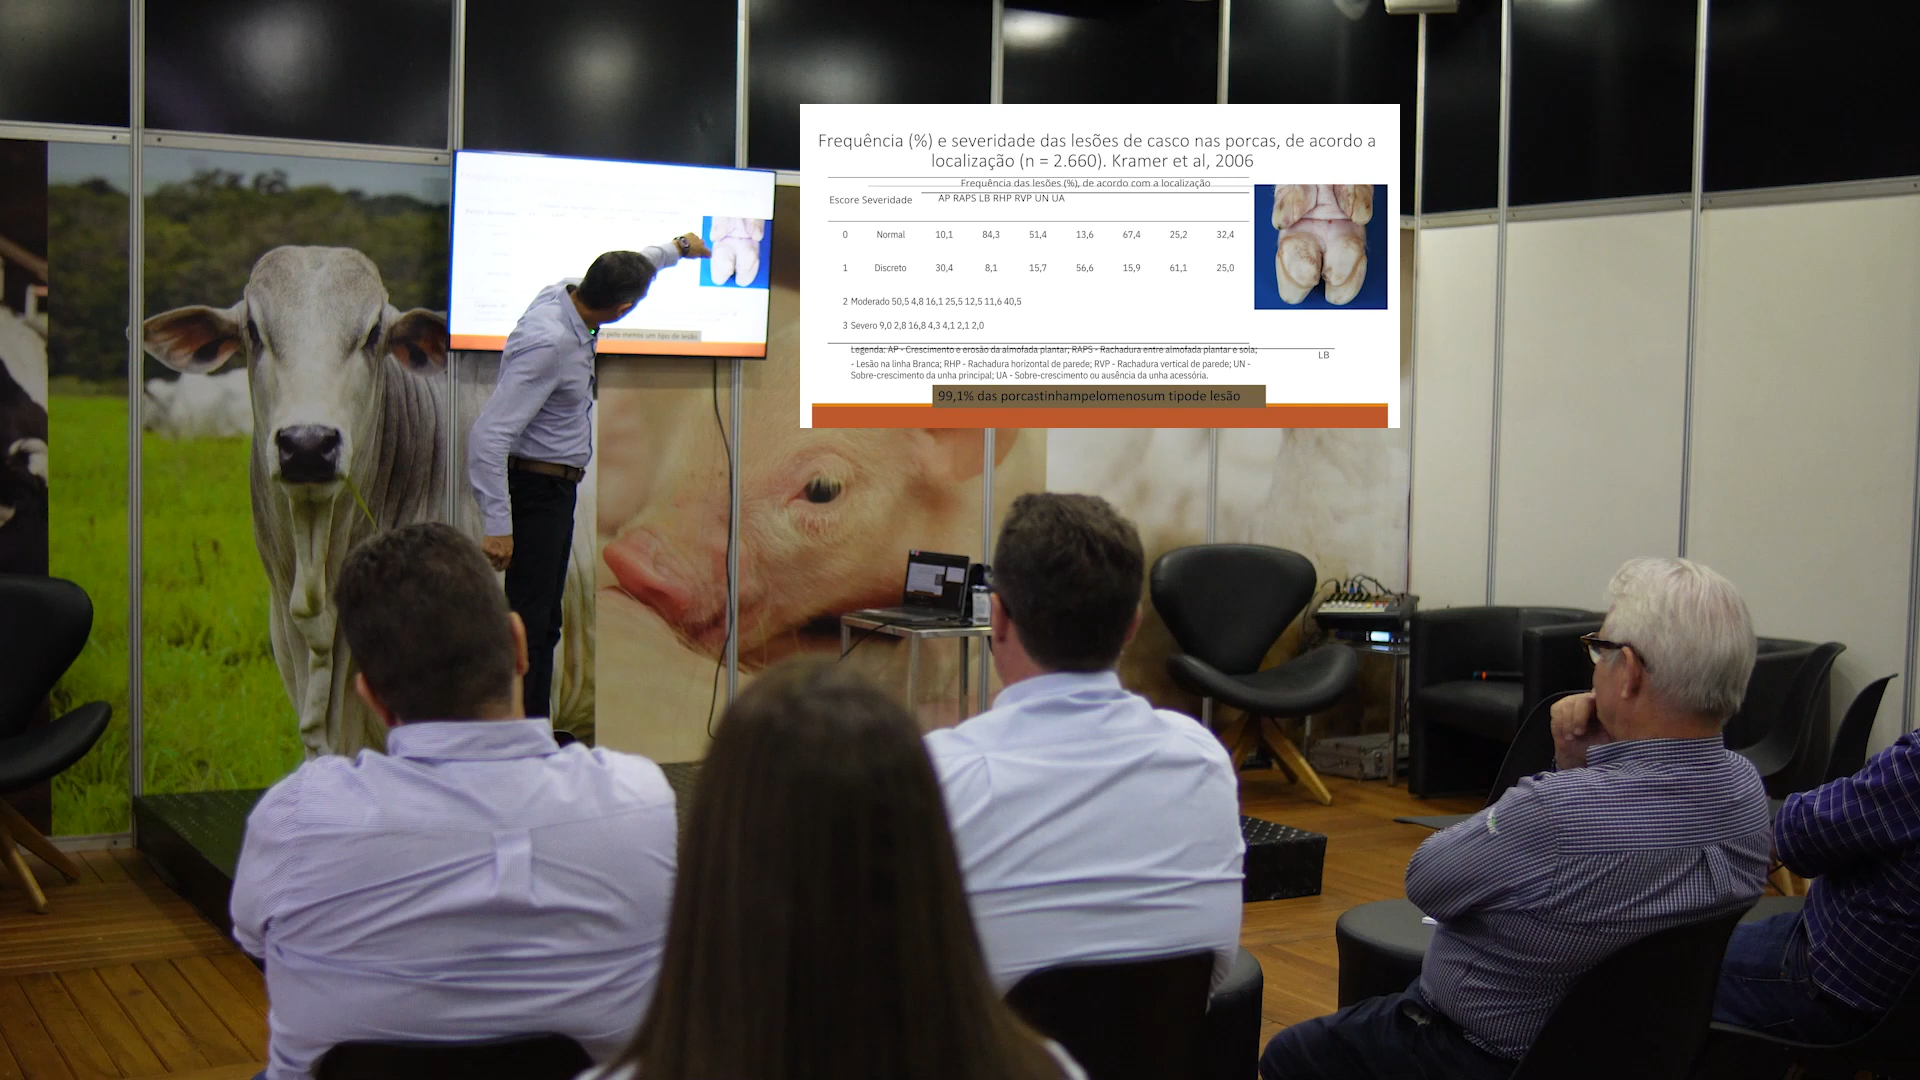 Frequência (%) e severidade das lesões de casco nas porcas, de acordo a
localização (n = 2.660). Kramer et al, 2006
Frequência das lesões (%), de acordo com a localização
Escore Severidade AP RAPS LB RHP RVP UN UA
0 Normal 10,1 84,3 51,4 13,6 67,4 25,2 32,4
1 Discreto 30,4 8,1 15,7 56,6 15,9 61,1 25,0
2 Moderado 50,5 4,8 16,1 25,5 12,5 11,6 40,5
3 Severo 9,0 2,8 16,8 4,3 4,1 2,1 2,0
Legenda: AP - Crescimento e erosão da almofada plantar; RAPS - Rachadura entre almofada plantar e sola;
LB
- Lesão na linha Branca; RHP - Rachadura horizontal de parede; RVP - Rachadura vertical de parede; UN -
Sobre-crescimento da unha principal; UA - Sobre-crescimento ou ausência da unha acessória.
99,1% das porcastinhampelomenosum tipode lesão
pelo menos um tipo de lesão